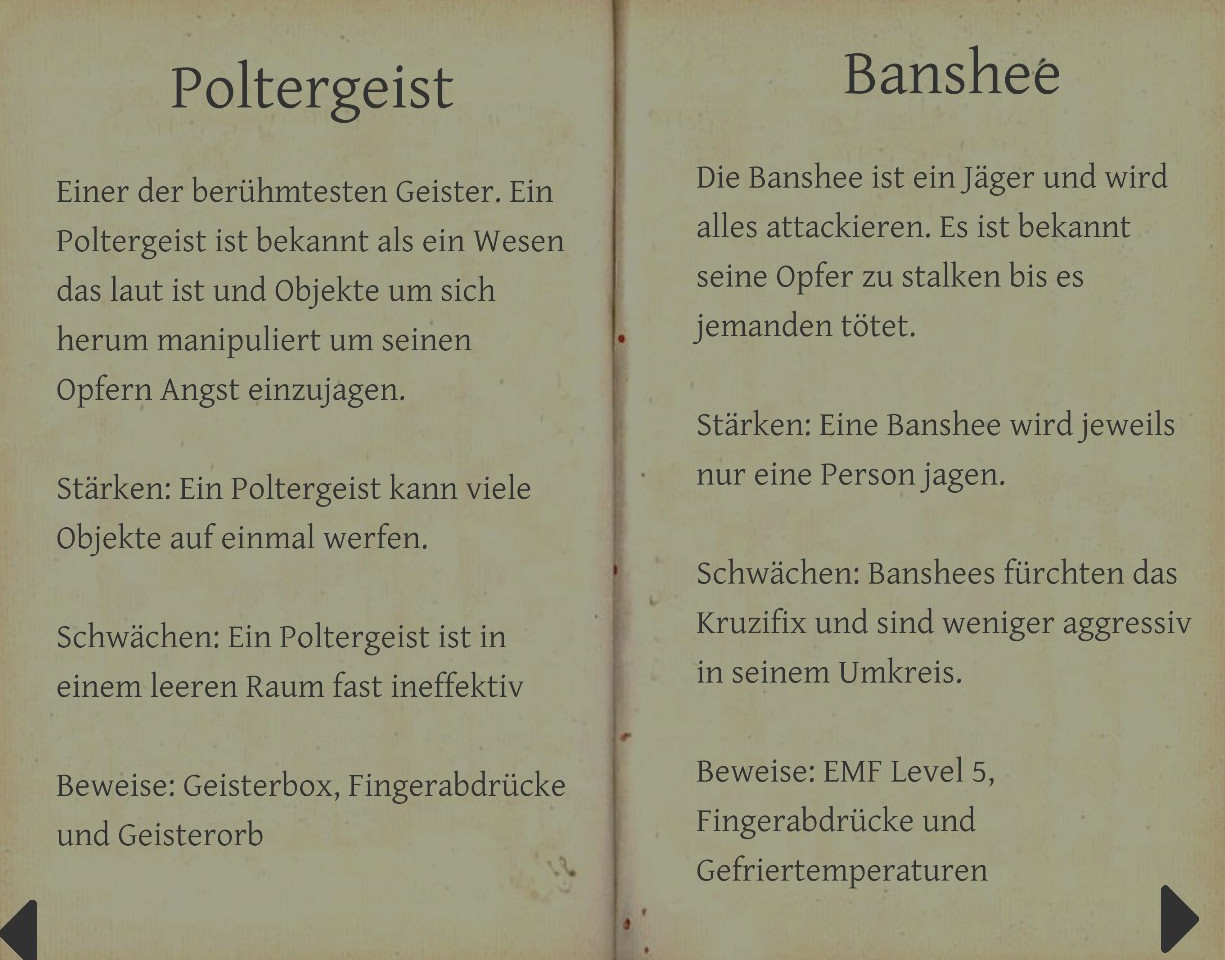 Poltergeist
Einer der berühmtesten Geister. Ein
Poltergeist ist bekannt als ein Wesen
das laut ist und Objekte um sich
herum manipuliert um seinen
Opfern Angst einzujagen.
Stärken: Ein Poltergeist kann viele
Objekte auf einmal werfen.
Schwächen: Ein Poltergeist ist in
einem leeren Raum fast ineffektiv
Beweise: Geisterbox, Fingerabdrücke
und Geisterorb
Banshee
Die Banshee ist ein Jäger und wird
alles attackieren. Es ist bekannt
seine Opfer zu stalken bis es
jemanden tötet.
Stärken: Eine Banshee wird jeweils
nur eine Person jagen.
Schwächen: Banshees fürchten das
Kruzifix und sind weniger aggressiv
in seinem Umkreis.
Beweise: EMF Level 5,
Fingerabdrücke und
Gefriertemperaturen